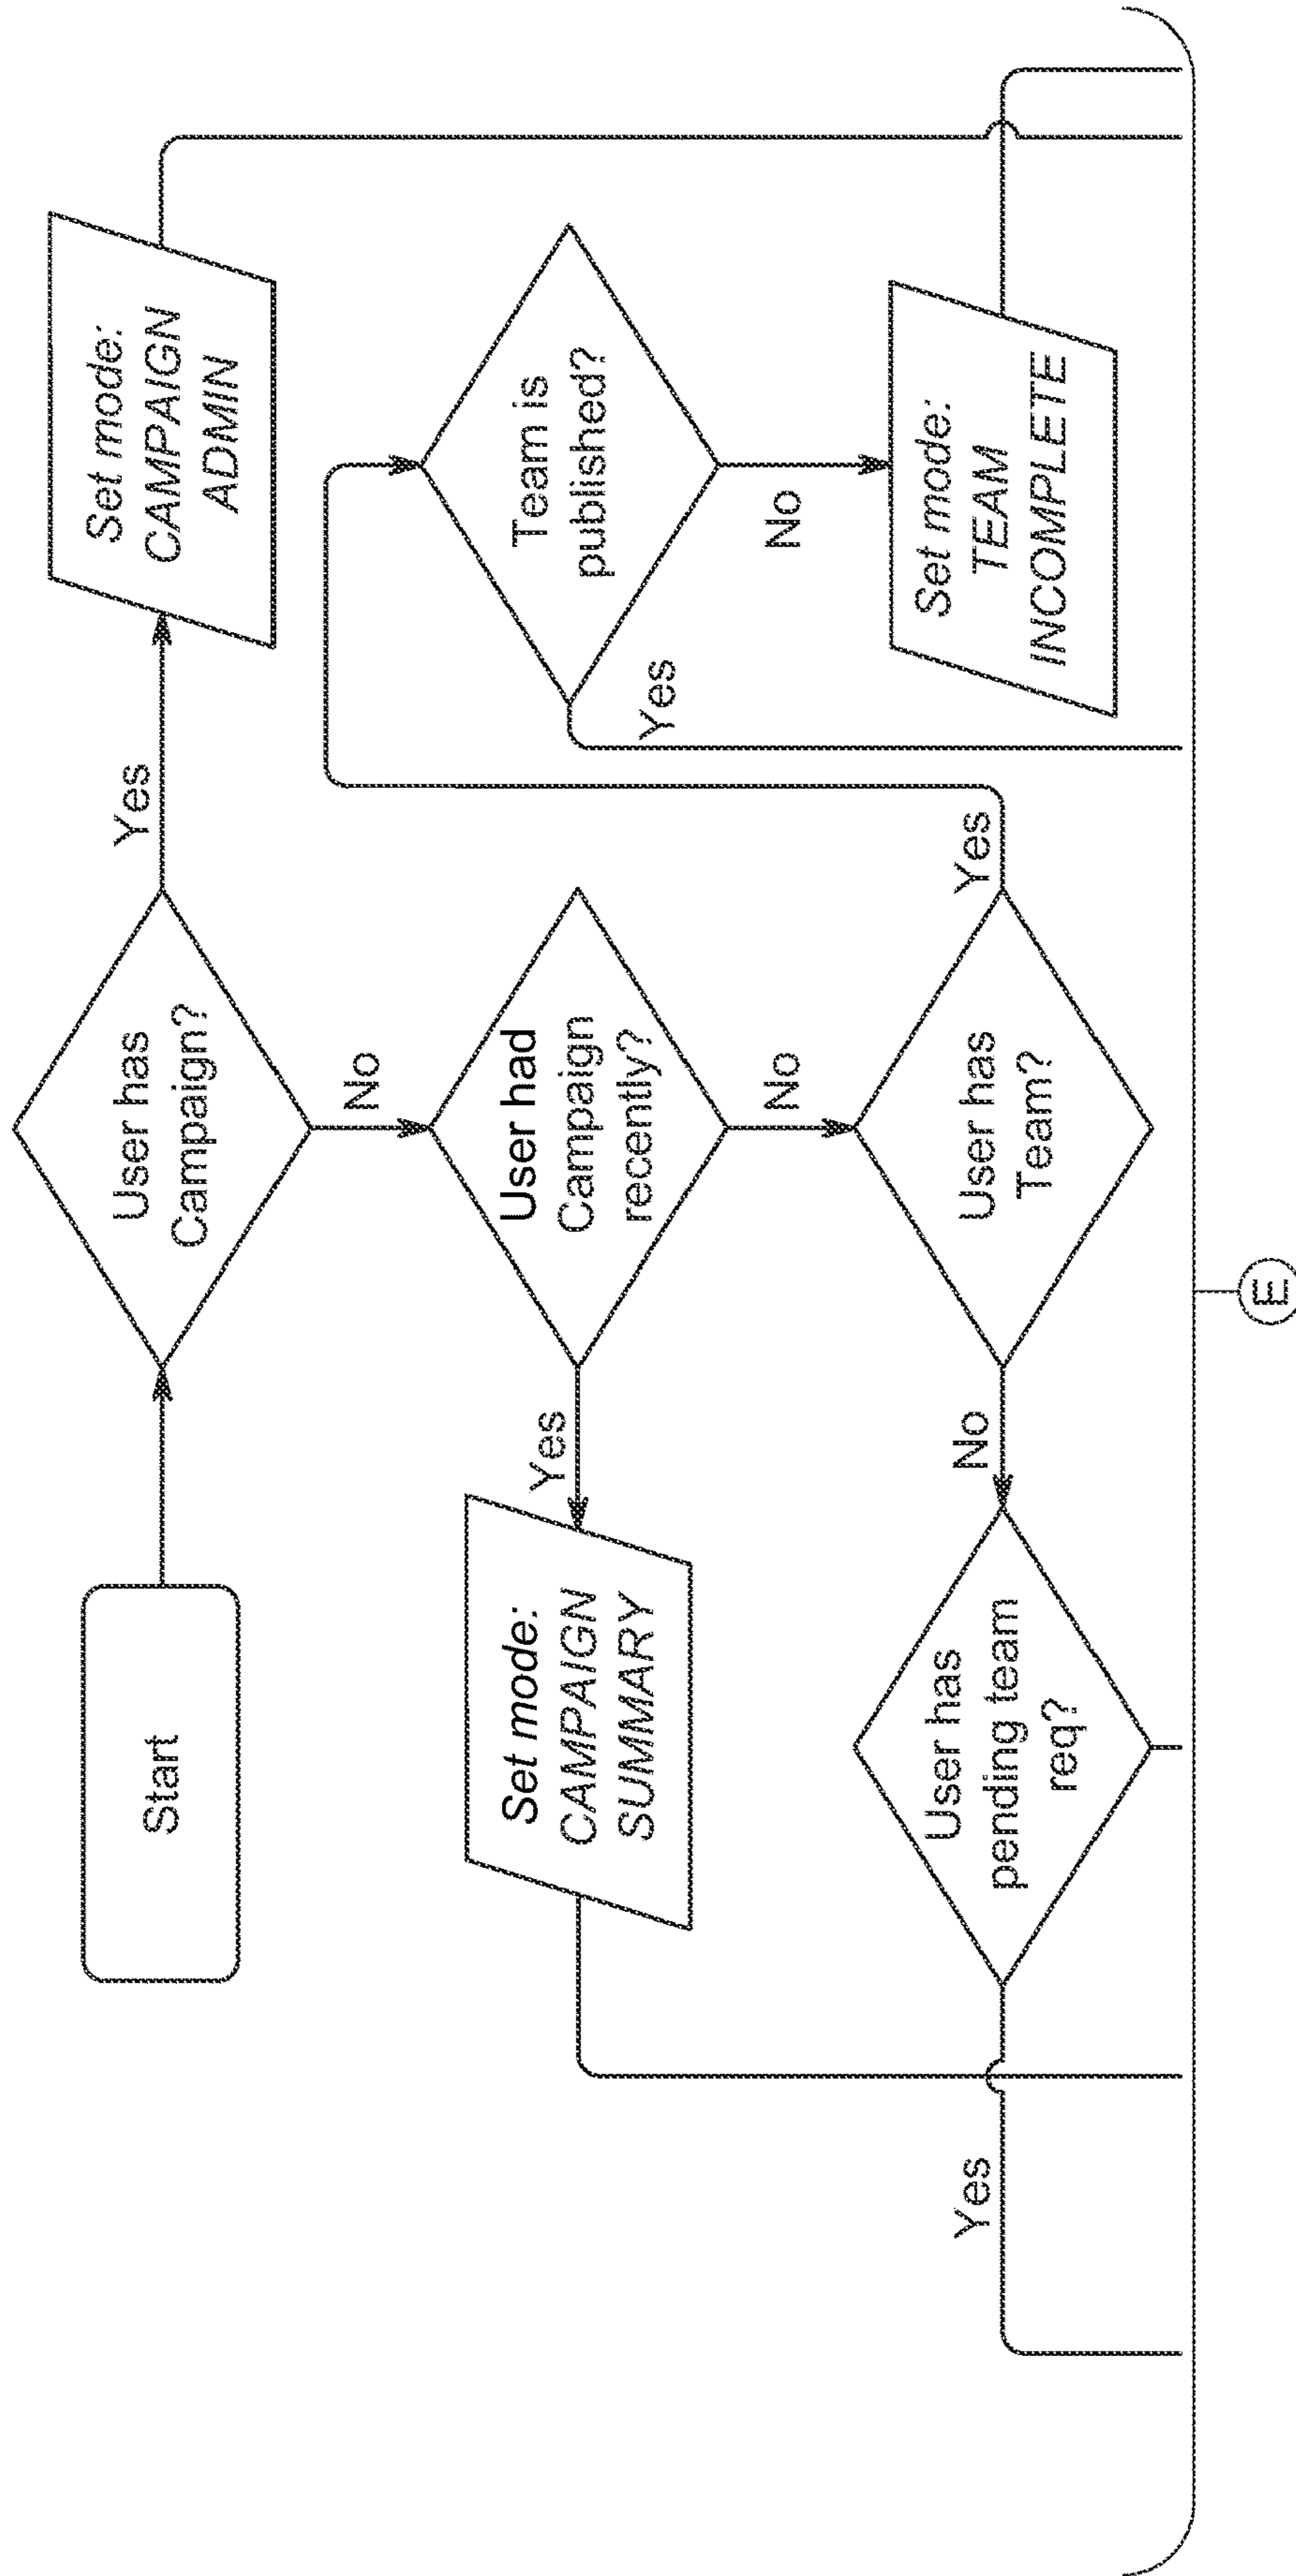 Start
User has
Campaign?
Yes
Set mode:
CAMPAIGN
ADMIN
No
Set mode:
CAMPAIGN
SUMMARY
Yes
User had
Campaign
recently?
Team is
published?
Yes
No
No
Yes
User has
pending team
req?
No
User has
Team?
Yes
Set mode:
TEAM
INCOMPLETE
E